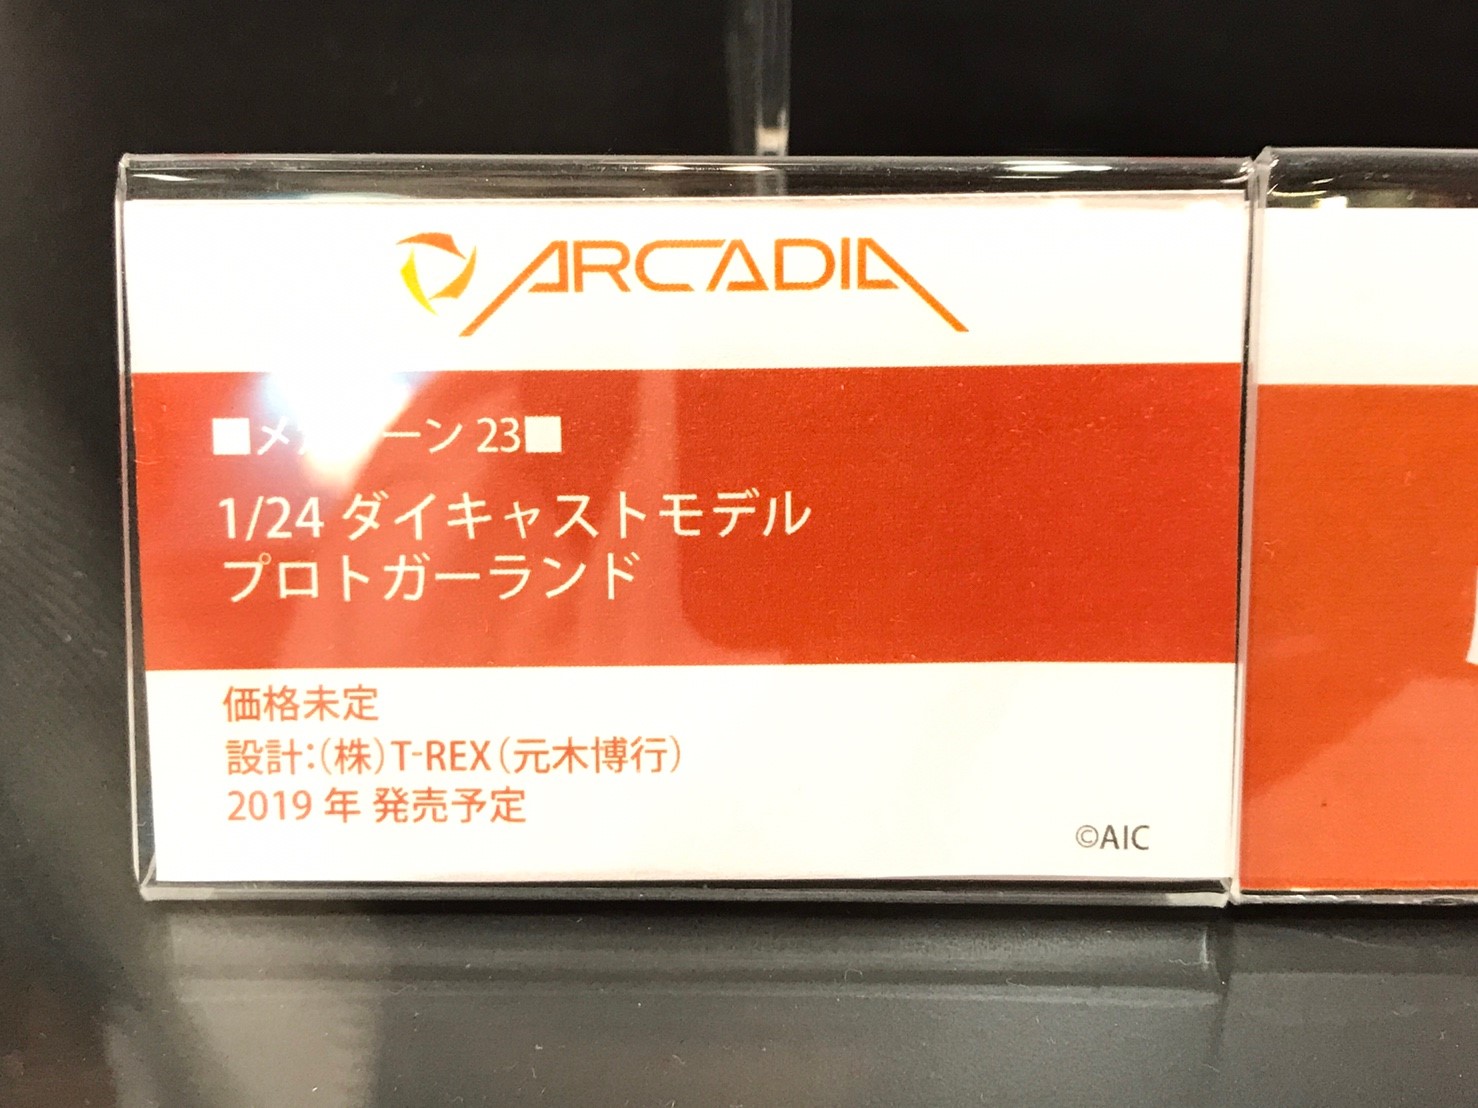 ARCADIA
■メガゾーン 23■
1/24 ダイキャストモデル
プロトガーランド
価格未定
設計:(株)T-REX(元木博行)
2019 年 発売予定
©AIC